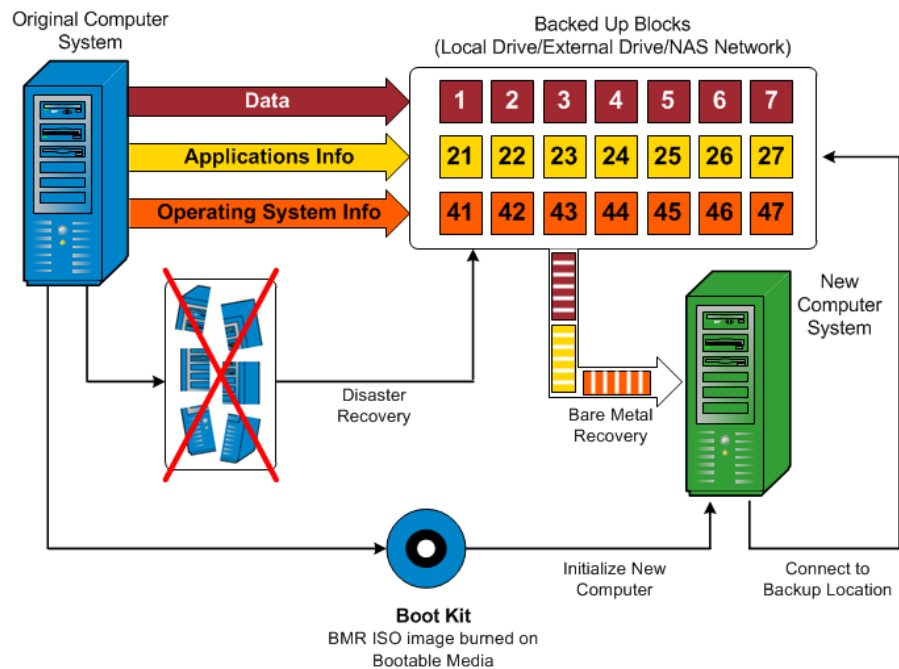 Original Computer
System
Backed Up Blocks
(Local Drive/External Drive/NAS Network)
Data
1 2 3 4 5 6 7
Applications Info
21 22 23 24 25 26 27
Operating System Info
41 42 43 44 45 46 47
New
Computer
System
Disaster
Recovery
Bare Metal
Recovery
Initialize New
Computer
Connect to
Backup Location
Boot Kit
BMR ISO image burned on
Bootable Media